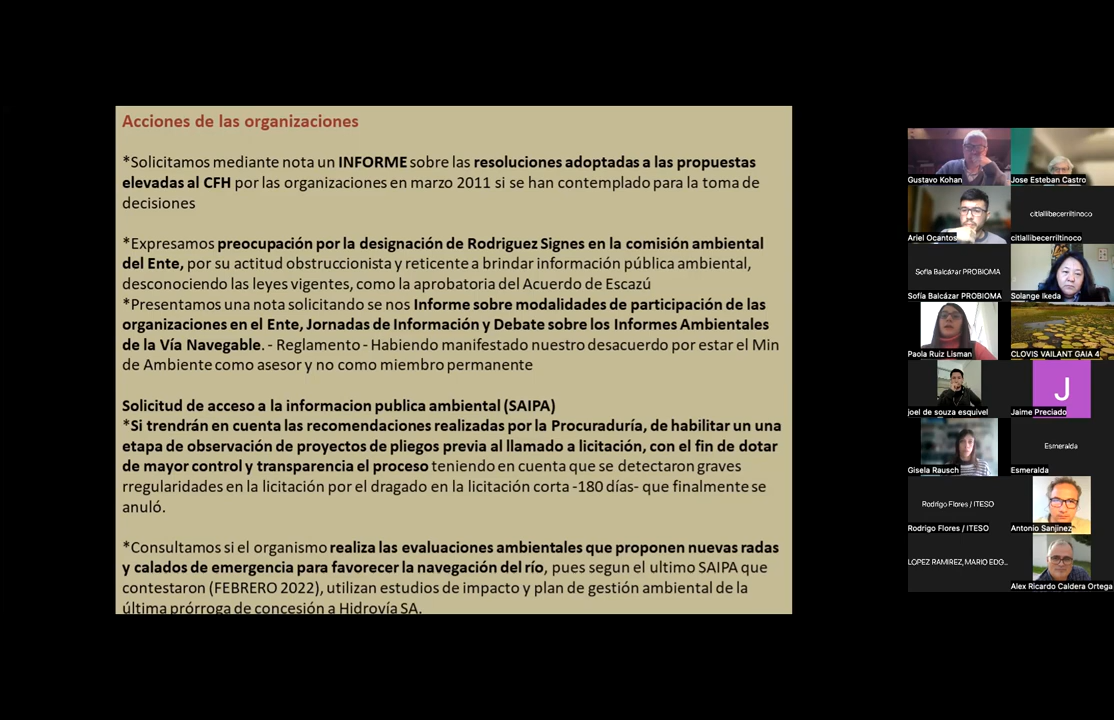 Acciones de las organizaciones
*Solicitamos mediante nota un INFORME sobre las resoluciones adoptadas a las propuestas
elevadas al CFH por las organizaciones en marzo 2011 si se han contemplado para la toma de
decisiones
*Expresamos preocupación por la designación de Rodriguez Signes en la comisión ambiental
del Ente, por su actitud obstruccionista y reticente a brindar información pública ambiental,
desconociendo las leyes vigentes, como la aprobatoria del Acuerdo de Escazú
*Presentamos una nota solicitando se nos Informe sobre modalidades de participación de las
organizaciones en el Ente, Jornadas de Información y Debate sobre los Informes Ambientales
de la Vía Navegable. - Reglamento - Habiendo manifestado nuestro desacuerdo por estar el Min
de Ambiente como asesor y no como miembro permanente
Solicitud de acceso a la informacion publica ambiental (SAIPA)
*Si trendrán en cuenta las recomendaciones realizadas por la Procuraduría, de habilitar un una
etapa de observación de proyectos de pliegos previa al llamado a licitación, con el fin de dotar
de mayor control y transparencia el proceso teniendo en cuenta que se detectaron graves
rregularidades en la licitación por el dragado en la licitación corta -180 días- que finalmente se
anuló.
*Consultamos si el organismo realiza las evaluaciones ambientales que proponen nuevas radas
y calados de emergencia para favorecer la navegación del río, pues segun el ultimo SAIPA que
contestaron (FEBRERO 2022), utilizan estudios de impacto y plan de gestión ambiental de la
última prórroga de concesión a Hidrovía SA.
Gustavo Kohan
Jose Esteban Castro
Ariel Ocantos
citlallibecerriltinoco
citlallibecerriltinoco
Sofía Balcázar PROBIOMA
Sofía Balcázar PROBIOMA
Solange Ikeda
Paola Ruiz Lisman
CLOVIS VAILANT GAIA 4
joel de souza esquivel
J
Jaime Preciado
Gisela Rausch
Esmeralda
Esmeralda
Rodrigo Flores / ITESO
Rodrigo Flores / ITESO
Antonio Sanjinez
LOPEZ RAMIREZ, MARIO EDG...
Alex Ricardo Caldera Ortega